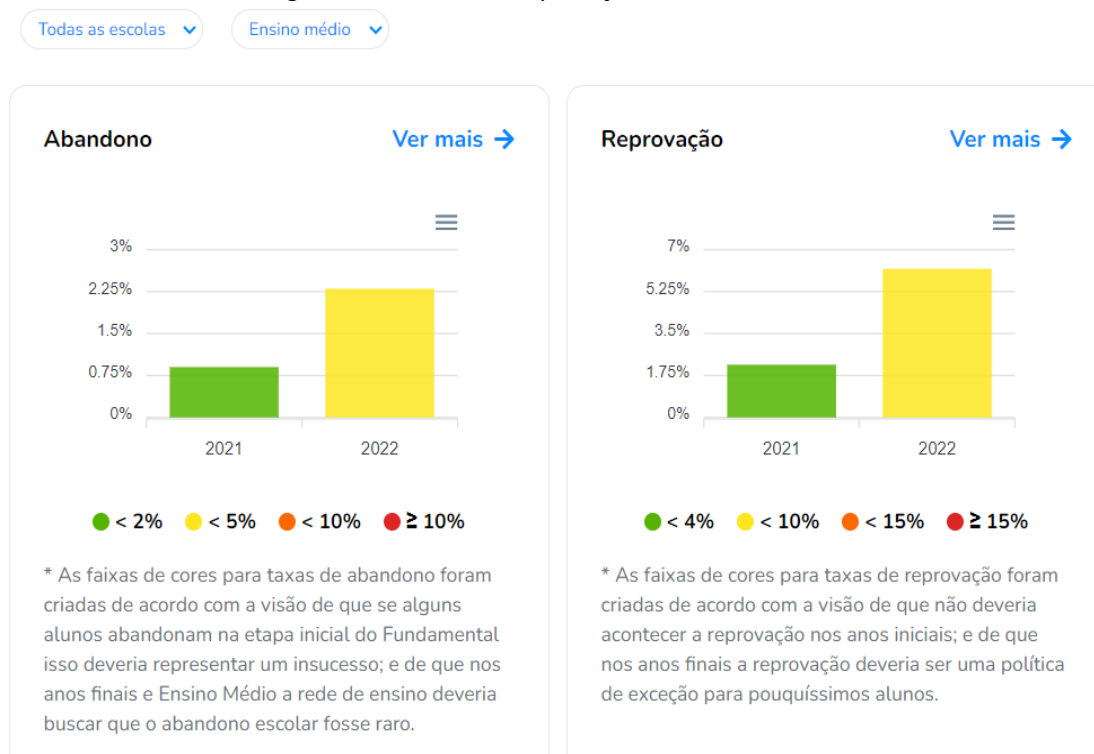 Todas as escolas
Ensino médio
Abandono
Ver mais
3%
2.25%
1.5%
0.75%
0%
2021
2022
< 2%
< 5%
< 10%
≥ 10%
* As faixas de cores para taxas de abandono foram
criadas de acordo com a visão de que se alguns
alunos abandonam na etapa inicial do Fundamental
isso deveria representar um insucesso; e de que nos
anos finais e Ensino Médio a rede de ensino deveria
buscar que o abandono escolar fosse raro.
Reprovação
Ver mais
7%
5.25%
3.5%
1.75%
0%
2021
2022
< 4%
< 10%
< 15%
≥ 15%
* As faixas de cores para taxas de reprovação foram
criadas de acordo com a visão de que não deveria
acontecer a reprovação nos anos iniciais; e de que
nos anos finais a reprovação deveria ser uma política
de exceção para pouquíssimos alunos.